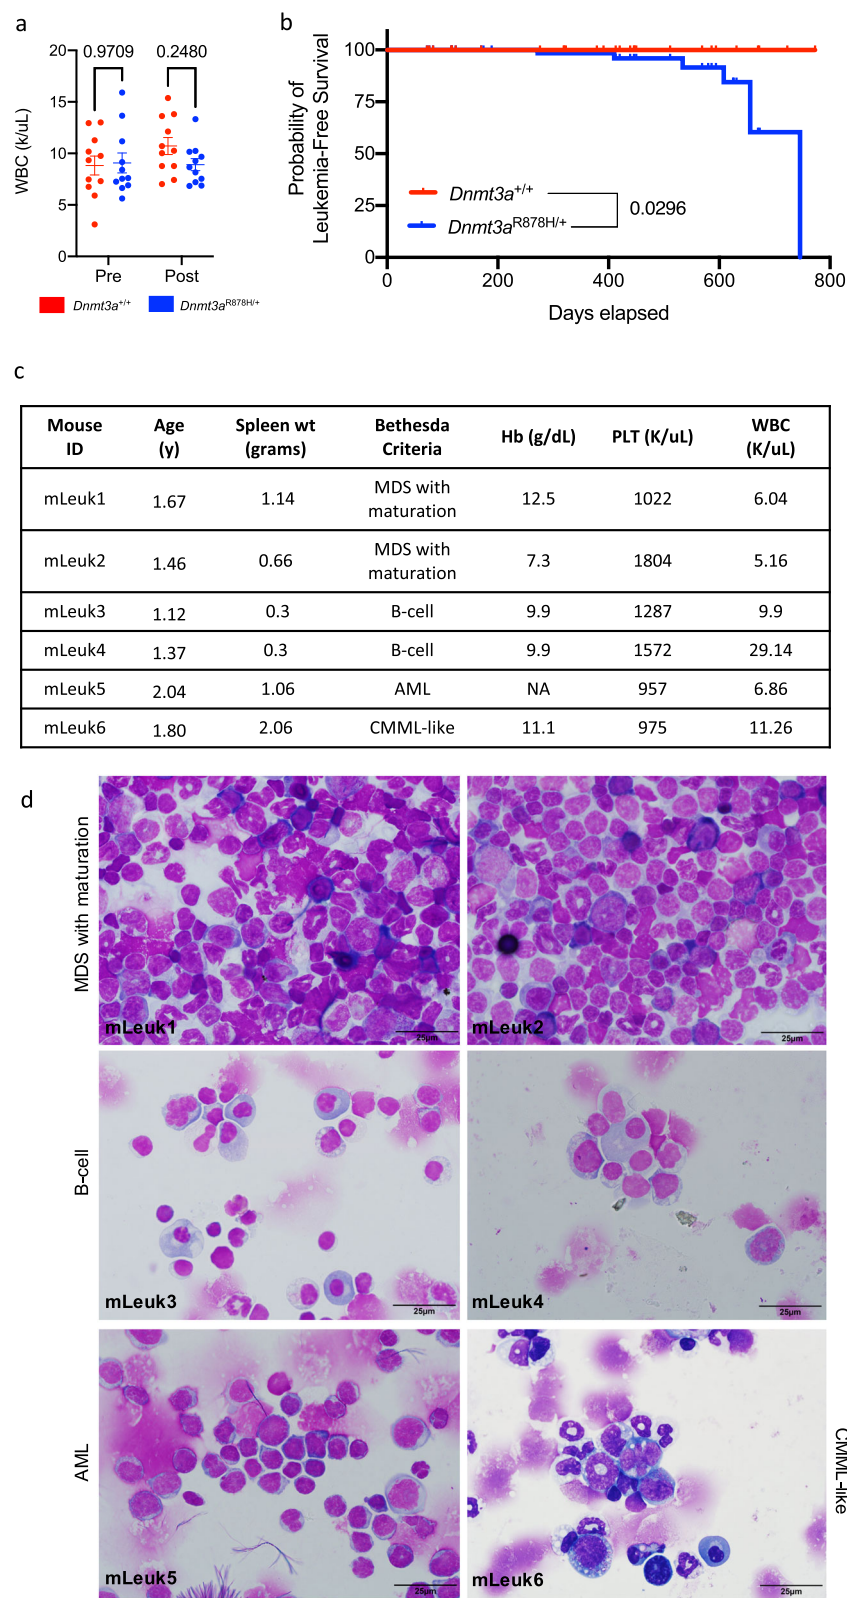 a
0.9709 0.2480
20
15
10
5
0
WBC (k/uL)
Pre Post
Dnmt3a+/+ Dnmt3aR878H/+
b
100
75
50
25
0
Probability of
Leukemia-Free Survival
Dnmt3a+/+
Dnmt3aR878H/+
0.0296
0 200 400 600 800
Days elapsed
c
Mouse ID Age (y) Spleen wt (grams) Bethesda Criteria Hb (g/dL) PLT (K/uL) WBC (K/uL)
mLeuk1 1.67 1.14 MDS with maturation 12.5 1022 6.04
mLeuk2 1.46 0.66 MDS with maturation 7.3 1804 5.16
mLeuk3 1.12 0.3 B-cell 9.9 1287 9.9
mLeuk4 1.37 0.3 B-cell 9.9 1572 29.14
mLeuk5 2.04 1.06 AML NA 957 6.86
mLeuk6 1.80 2.06 CMML-like 11.1 975 11.26
d
MDS with maturation
mLeuk1 25µm
mLeuk2 25µm
B-cell
mLeuk3 25µm
mLeuk4 25µm
AML
mLeuk5 25µm
mLeuk6 25µm
CMML-like